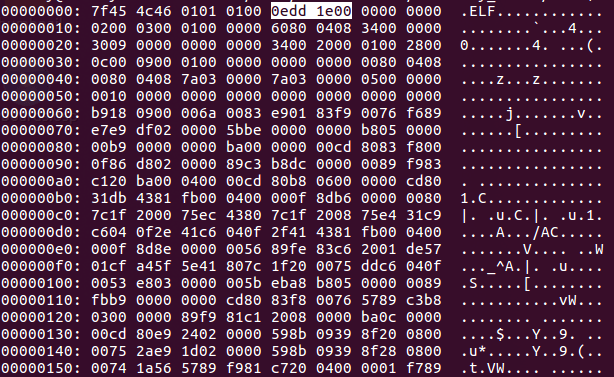 00000000: 7f45 4c46 0101 0100 0edd 1e00 0000 0000 .ELF............
00000010: 0200 0300 0100 0000 6080 0408 3400 0000 ........`...4...
00000020: 3009 0000 0000 0000 3400 2000 0100 2800 0.......4. ...(.
00000030: 0c00 0900 0100 0000 0000 0000 0080 0408 ................
00000040: 0080 0408 7a03 0000 7a03 0000 0500 0000 ....z...z.......
00000050: 0010 0000 0000 0000 0000 0000 0000 0000 ................
00000060: b918 0900 006a 0083 e901 83f9 0076 f689 .....j.......v..
00000070: e7e9 df02 0000 5bbe 0000 0000 b805 0000 ......[.........
00000080: 00b9 0000 0000 ba00 0000 00cd 8083 f800 ................
00000090: 0f86 d802 0000 89c3 b8dc 0000 0089 f983 ................
000000a0: c120 ba00 0400 00cd 80b8 0600 0000 cd80 . ..............
000000b0: 31db 4381 fb00 0400 000f 8db6 0000 0080 1.C.............
000000c0: 7c1f 2000 75ec 4380 7c1f 2008 75e4 31c9 |. .u.C.|. .u.1.
000000d0: c604 0f2e 41c6 040f 2f41 4381 fb00 0400 ....A.../AC.....
000000e0: 000f 8d8e 0000 0056 89fe 83c6 2001 de57 .......V.... ..W
000000f0: 01cf a45f 5e41 807c 1f20 0075 ddc6 040f ..._^A.|. .u....
00000100: 0053 e803 0000 005b eba8 b805 0000 0089 .S.....[........
00000110: fbb9 0000 0000 cd80 83f8 0076 5789 c3b8 ...........vW...
00000120: 0300 0000 89f9 81c1 2008 0000 ba0c 0000 ........ .......
00000130: 00cd 80e9 2402 0000 598b 0939 8f20 0800 ....$...Y..9. ..
00000140: 0075 2ae9 1d02 0000 598b 0939 8f28 0800 .u*.....Y..9.(..
00000150: 0074 1a56 5789 f981 c720 0400 0001 f789 .t.VW.... ......